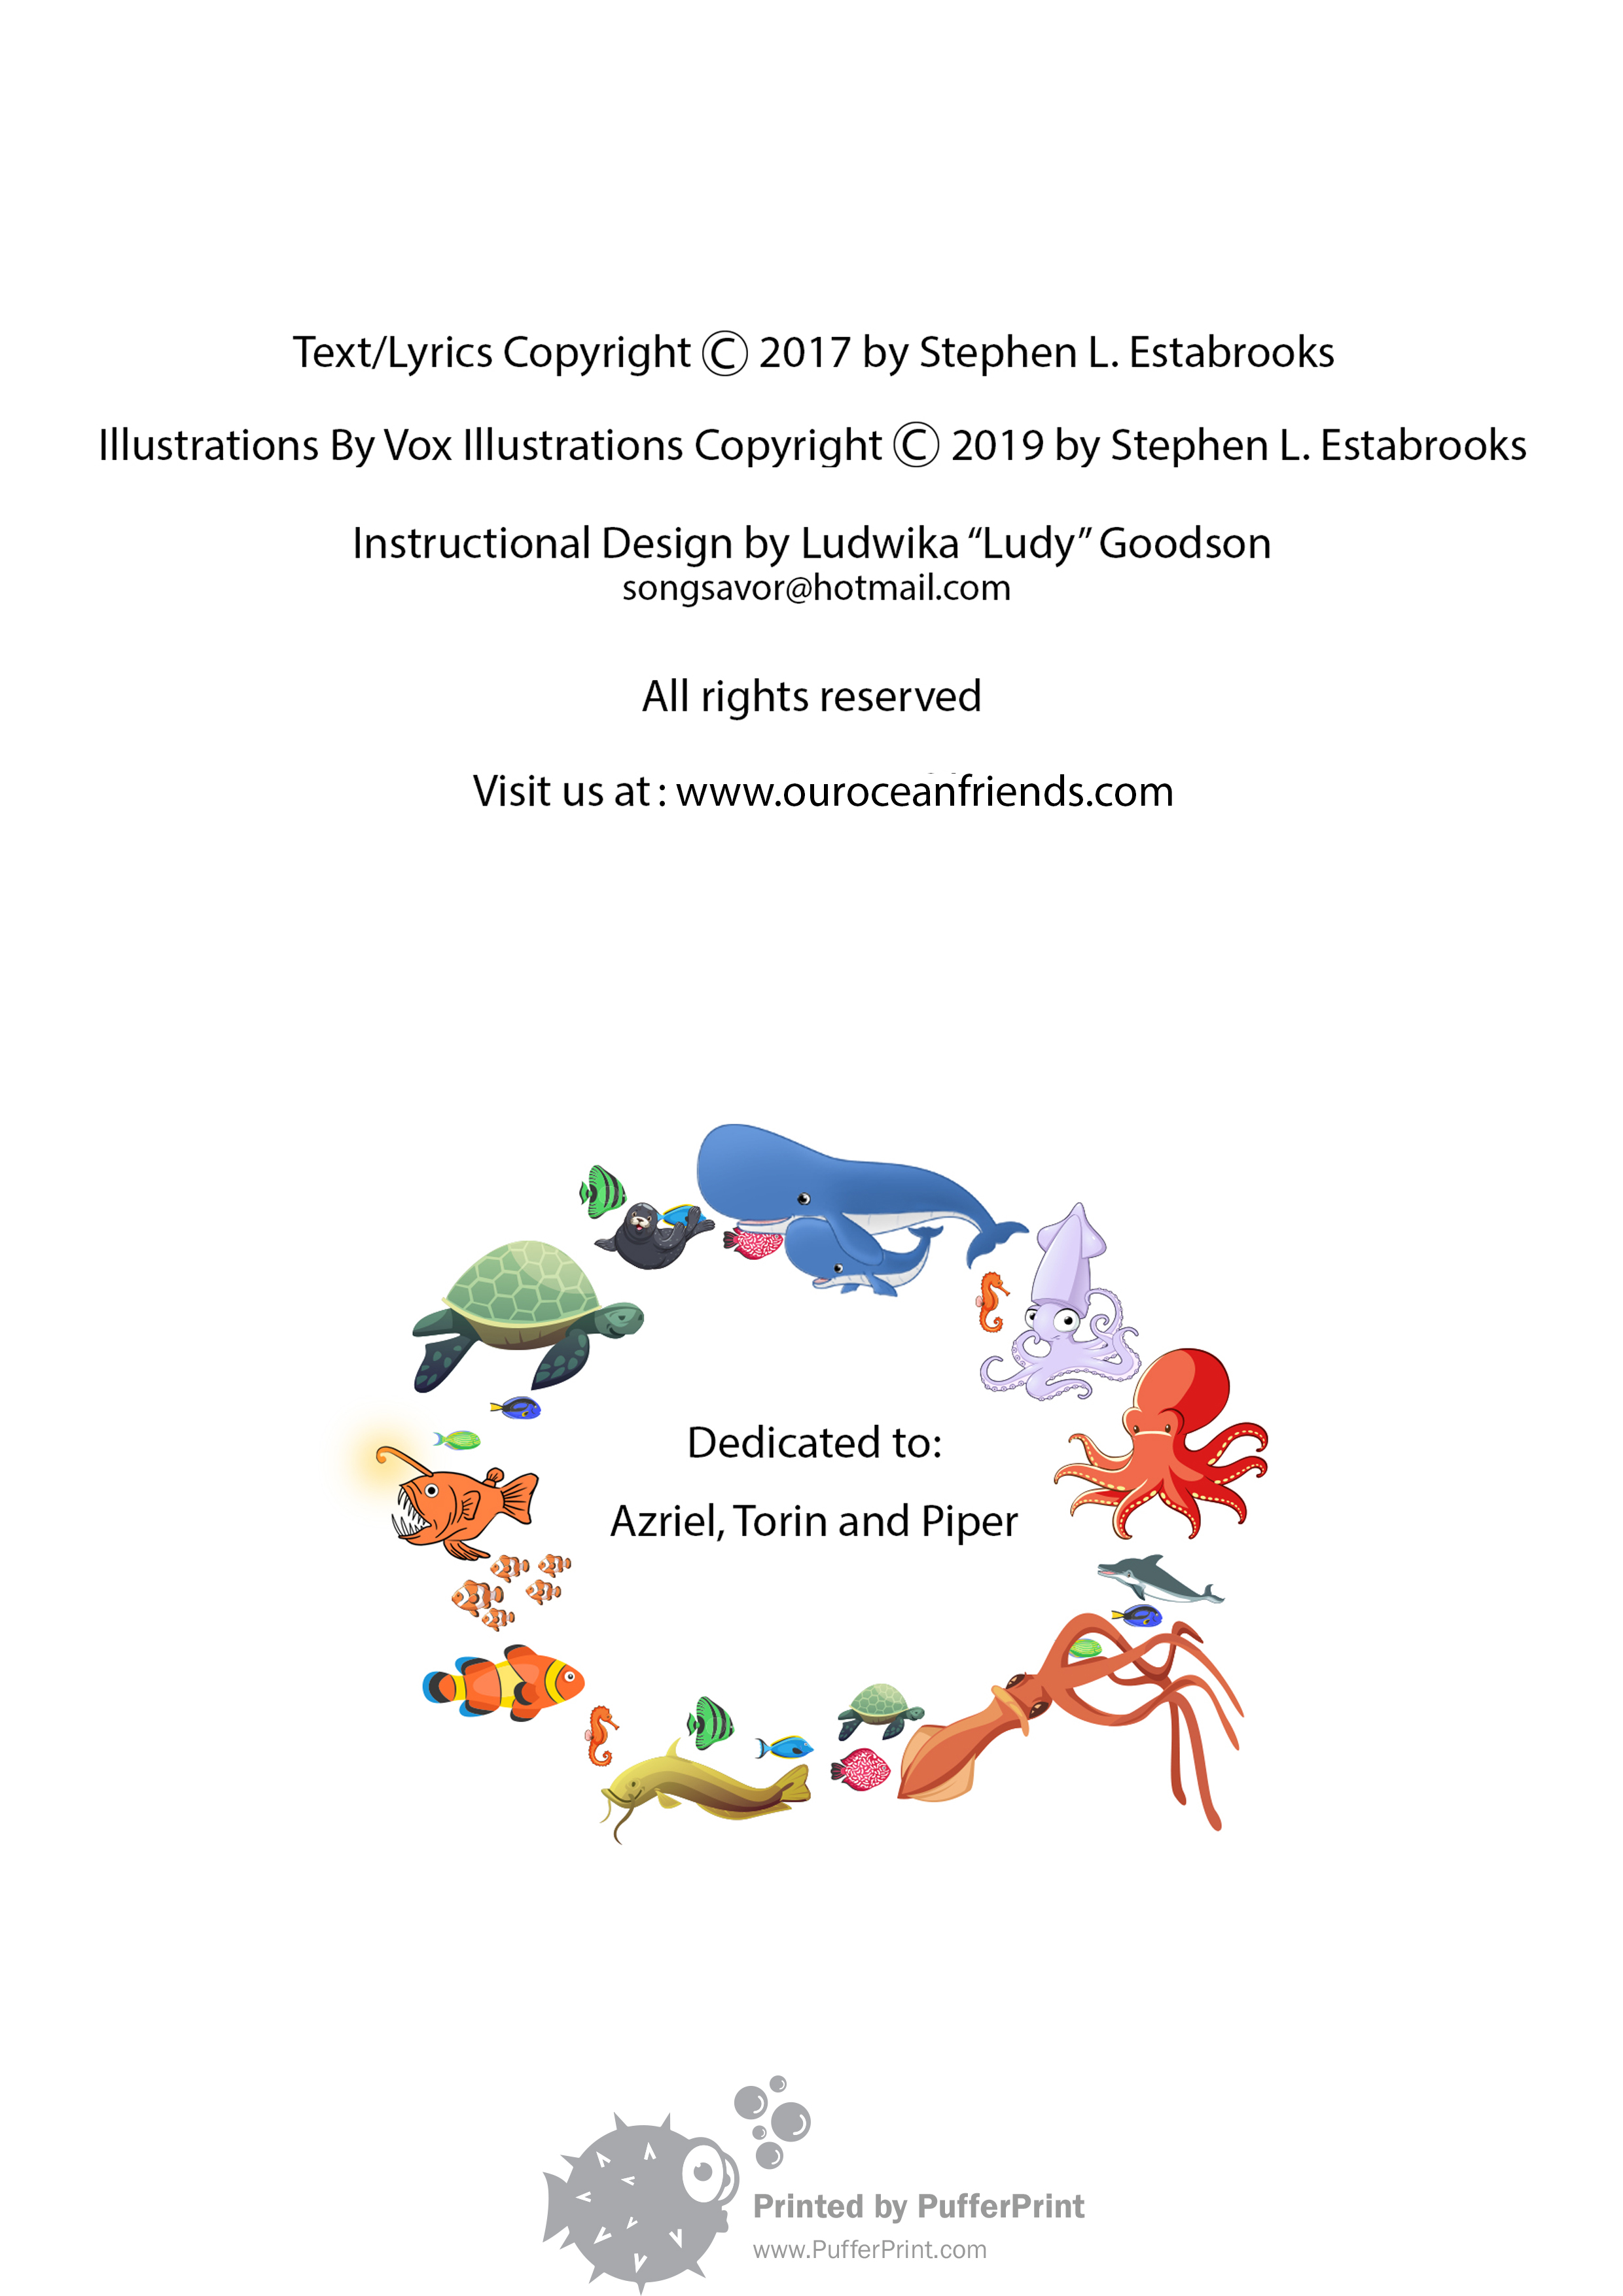 Text/Lyrics Copyright Ⓒ 2017 by Stephen L. Estabrooks
Illustrations By Vox Illustrations Copyright Ⓒ 2019 by Stephen L. Estabrooks
Instructional Design by Ludwika “Ludy” Goodson
songsavor@hotmail.com
All rights reserved
Visit us at : www.ouroceanfriends.com
Dedicated to:
Azriel, Torin and Piper
Printed by PufferPrint
www.PufferPrint.com